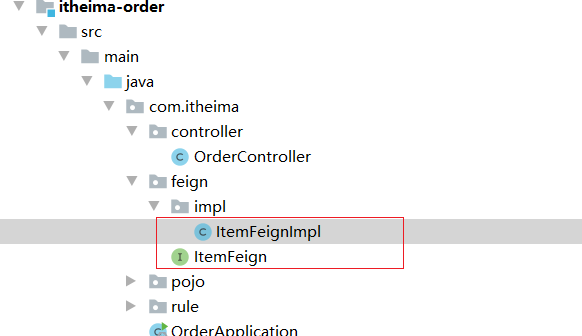 itheima-order
src
main
java
com.itheima
controller
C OrderController
feign
impl
C ItemFeignImpl
I ItemFeign
pojo
rule
C OrderApplication